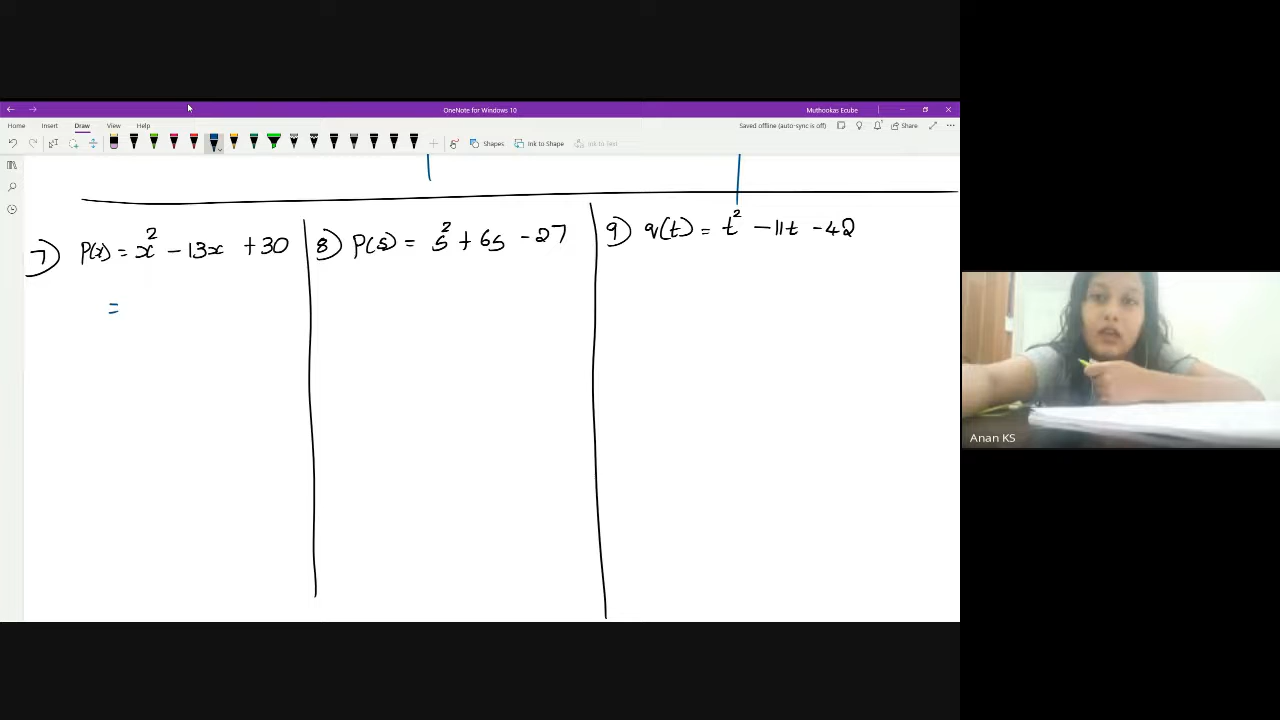 OneNote for Windows 10
Muthookas Ecube
Home Insert Draw View Help
Saved offline (auto-sync is off)
Share
Shapes
Ink to Shape
Ink to Text
7) P(x) = x² - 13x + 30
=
8) P(s) = s² + 6s - 27
9) q(t) = t² - 11t - 42
Anan KS